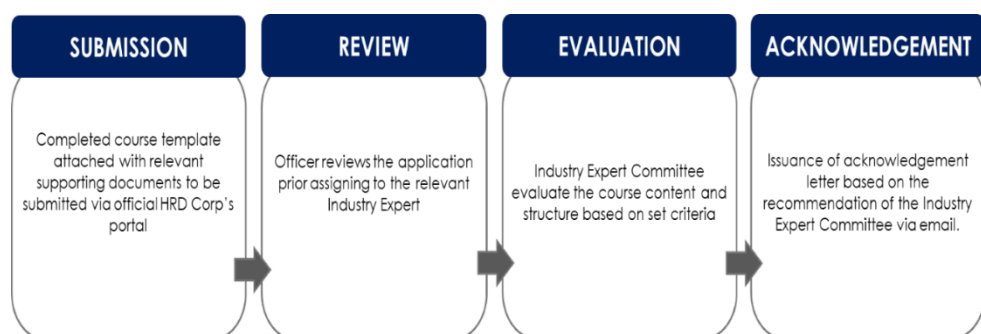 SUBMISSION
Completed course template
attached with relevant
supporting documents to be
submitted via official HRD Corp's
portal
REVIEW
Officer reviews the application
prior assigning to the relevant
Industry Expert
EVALUATION
Industry Expert Committee
evaluate the course content and
structure based on set criteria
ACKNOWLEDGEMENT
Issuance of acknowledgement
letter based on the
recommendation of the Industry
Expert Committee via email.